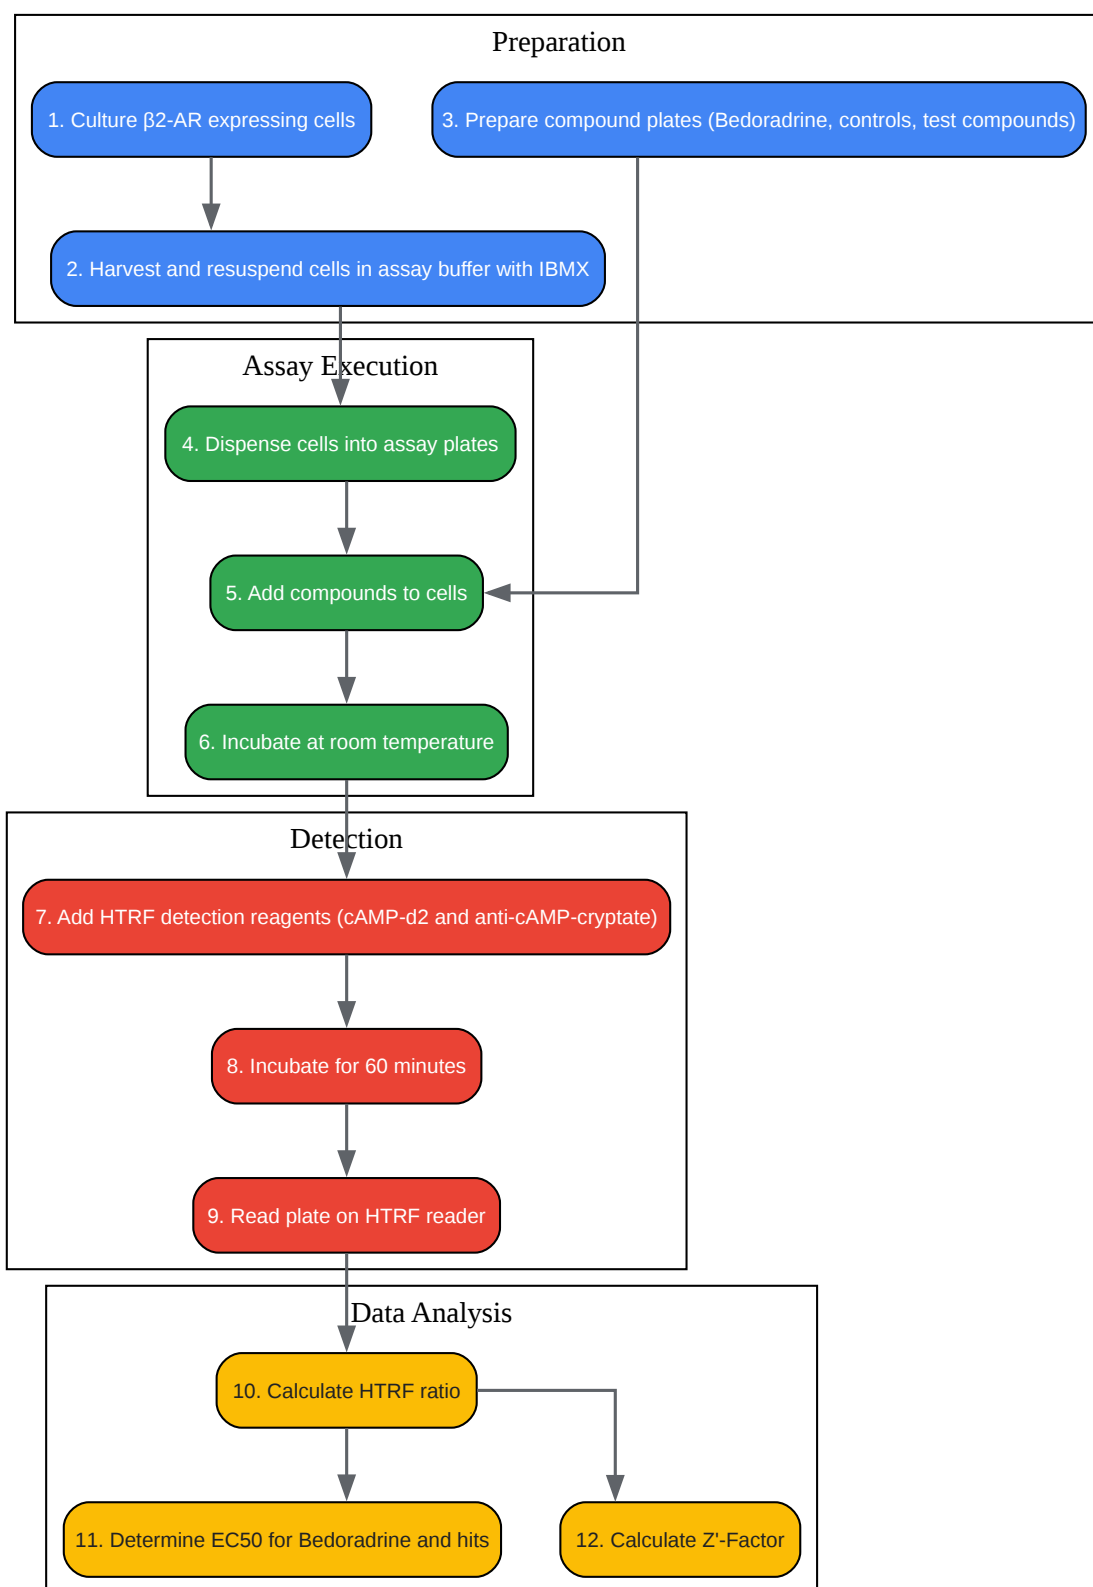 Preparation
1. Culture β2-AR expressing cells
3. Prepare compound plates (Bedoradrine, controls, test compounds)
2. Harvest and resuspend cells in assay buffer with IBMX
Assay Execution
4. Dispense cells into assay plates
5. Add compounds to cells
6. Incubate at room temperature
Detection
7. Add HTRF detection reagents (cAMP-d2 and anti-cAMP-cryptate)
8. Incubate for 60 minutes
9. Read plate on HTRF reader
Data Analysis
10. Calculate HTRF ratio
11. Determine EC50 for Bedoradrine and hits
12. Calculate Z'-Factor